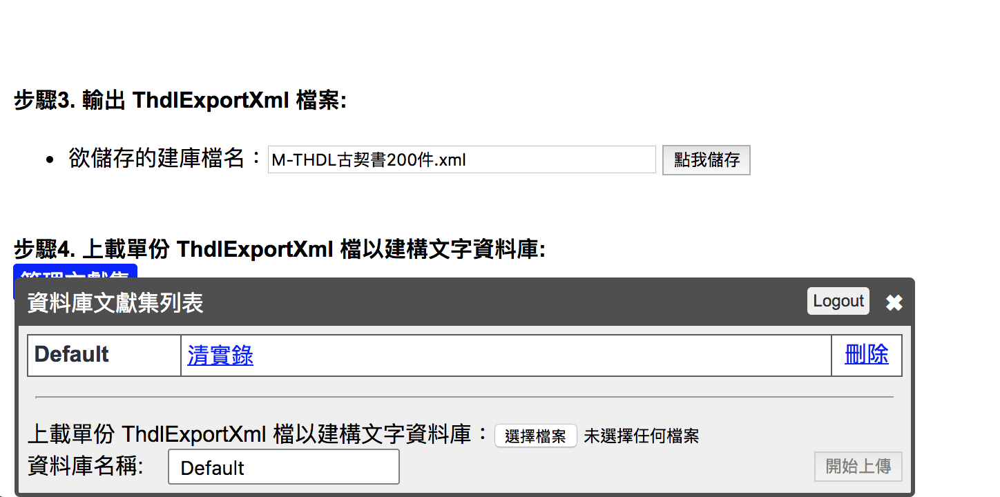 步驟3. 輸出 ThdlExportXml 檔案:
欲儲存的建庫檔名：M-THDL古契書200件.xml 點我儲存
步驟4. 上載單份 ThdlExportXml 檔以建構文字資料庫:
管理文獻集
資料庫文獻集列表 Logout ✖
Default 清實錄 刪除
上載單份 ThdlExportXml 檔以建構文字資料庫：選擇檔案 未選擇任何檔案
資料庫名稱: Default 開始上傳